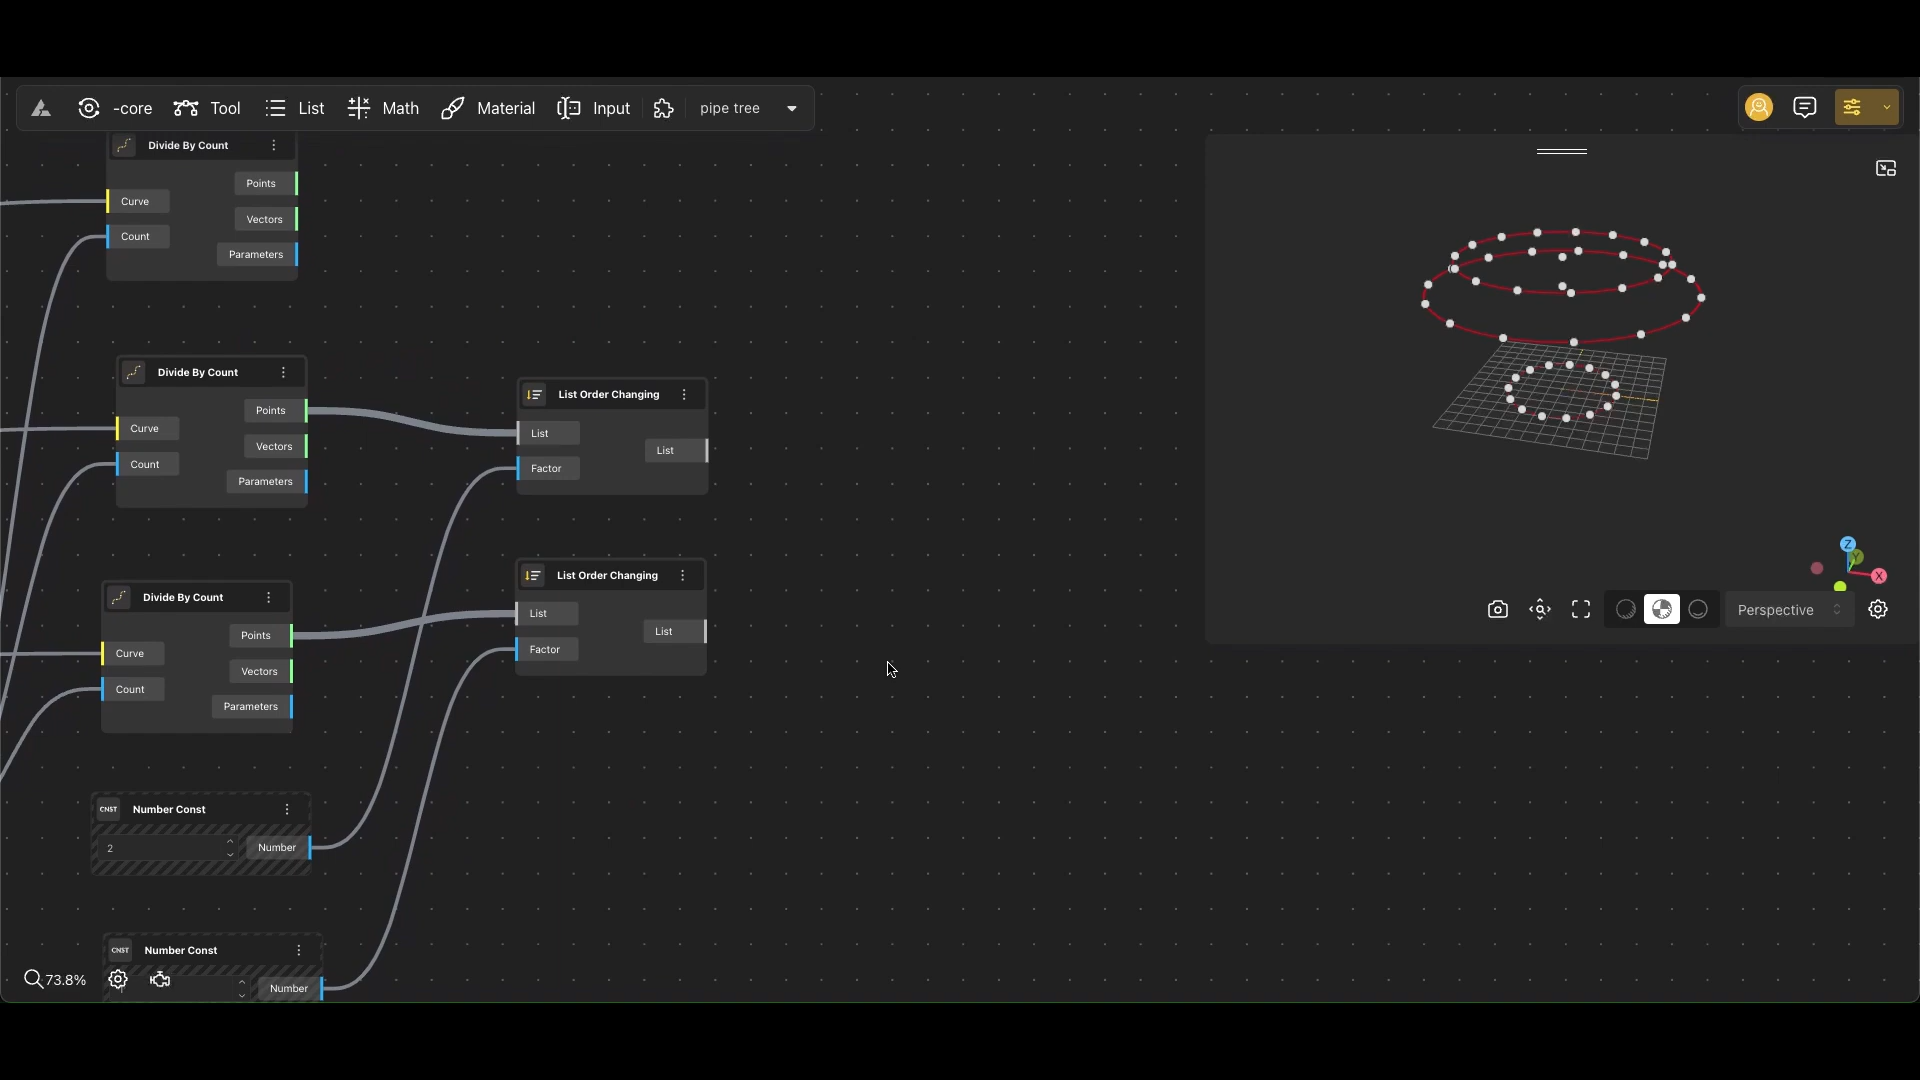 -core Tool List Math Material Input pipe tree
Divide By Count
Points
Curve
Vectors
Count
Parameters
Divide By Count
Points
Curve
Vectors
Count
Parameters
List Order Changing
List
List
Factor
List Order Changing
List
List
Factor
Divide By Count
Points
Curve
Vectors
Count
Parameters
CNST Number Const
2 Number
CNST Number Const
Number
73.8%
Z
Y
X
Perspective